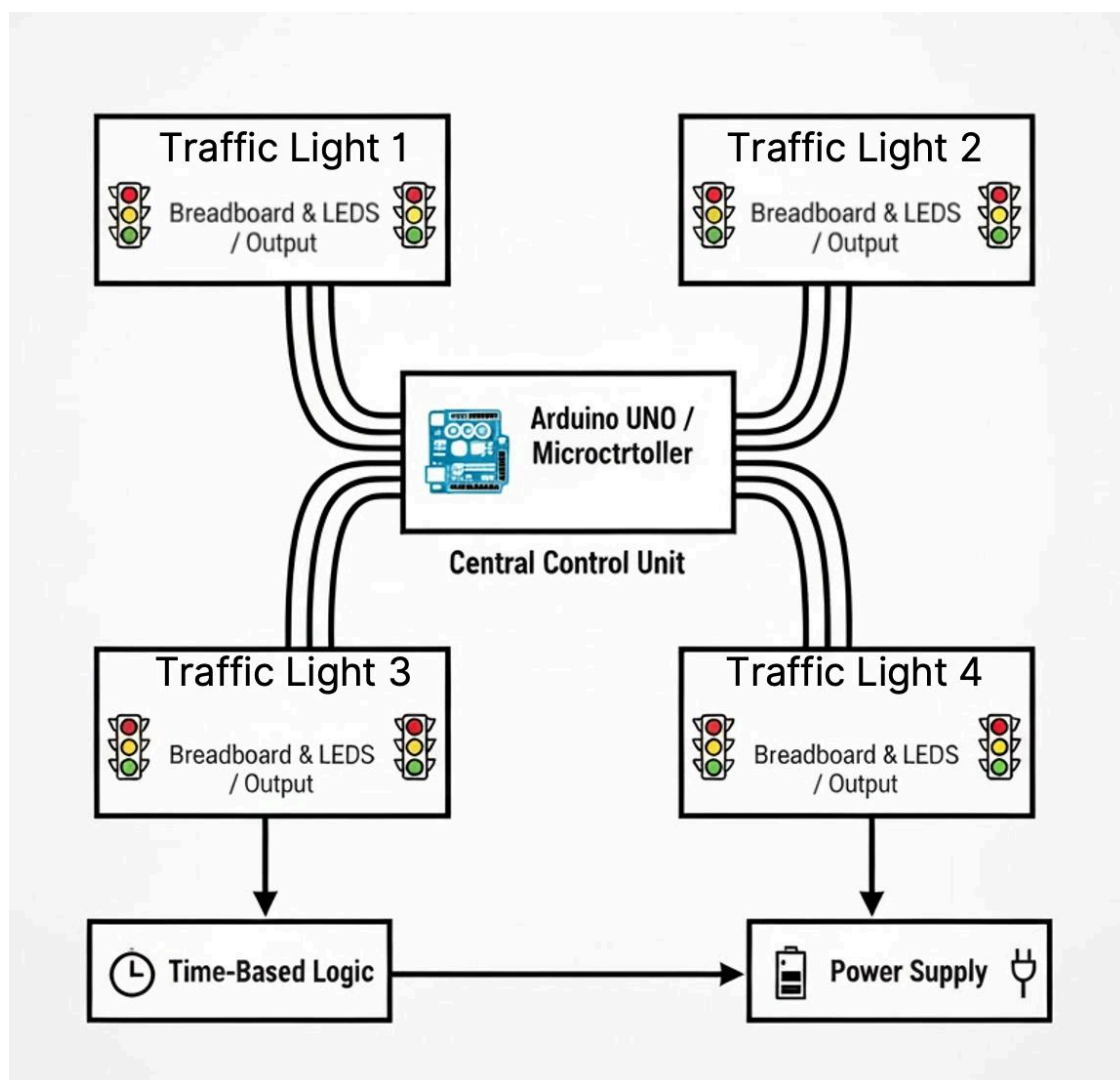 Traffic Light 1
Breadboard & LEDS
/ Output
Traffic Light 2
Breadboard & LEDS
/ Output
Arduino UNO /
Microctrtoller
Central Control Unit
Traffic Light 3
Breadboard & LEDS
/ Output
Traffic Light 4
Breadboard & LEDS
/ Output
Time-Based Logic
Power Supply